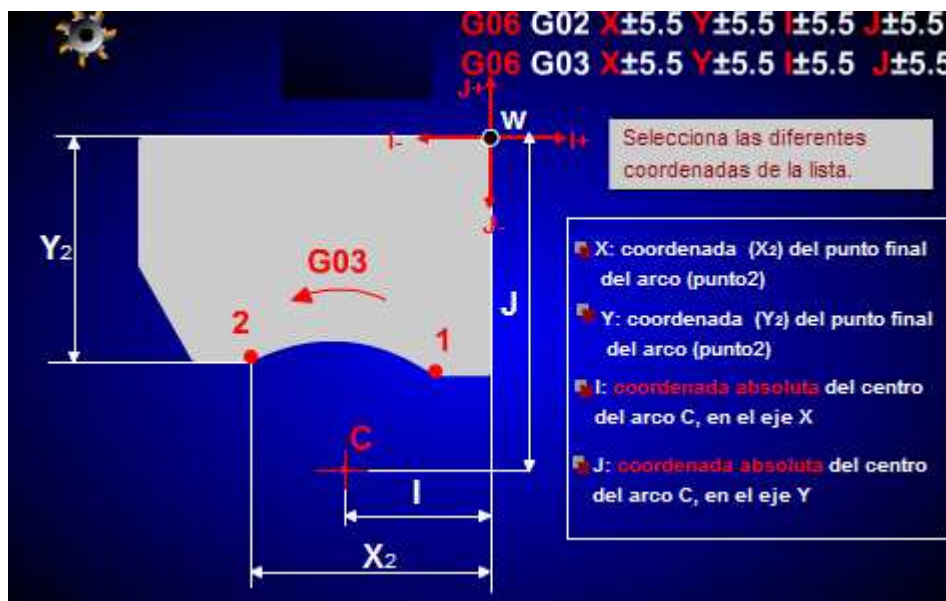 G06 G02 X±5.5 Y±5.5 I±5.5 J±5.5
G06 G03 X±5.5 Y±5.5 I±5.5 J±5.5
J+
W
I-
I+
J-
Selecciona las diferentes
coordenadas de la lista.
Y2
G03
J
2
1
C
I
X2
X: coordenada (X2) del punto final
del arco (punto2)
Y: coordenada (Y2) del punto final
del arco (punto2)
I: coordenada absoluta del centro
del arco C, en el eje X
J: coordenada absoluta del centro
del arco C, en el eje Y